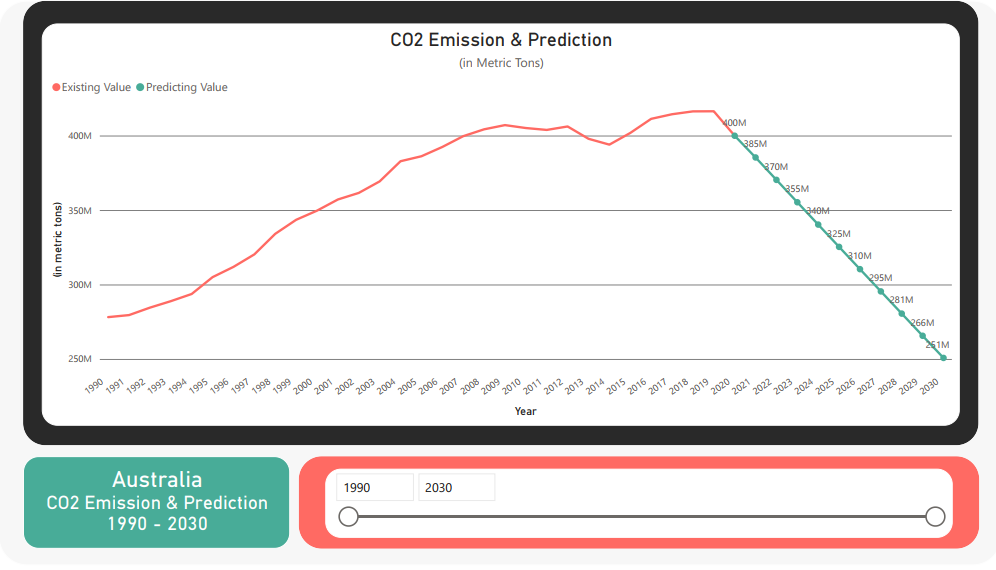 CO2 Emission & Prediction
(in Metric Tons)
Existing Value Predicting Value
400M
350M
300M
250M
(in metric tons)
400M
385M
370M
355M
340M
325M
310M
295M
281M
266M
251M
1990 1991 1992 1993 1994 1995 1996 1997 1998 1999 2000 2001 2002 2003 2004 2005 2006 2007 2008 2009 2010 2011 2012 2013 2014 2015 2016 2017 2018 2019 2020 2021 2022 2023 2024 2025 2026 2027 2028 2029 2030
Year
Australia
CO2 Emission & Prediction
1990 - 2030
1990 2030